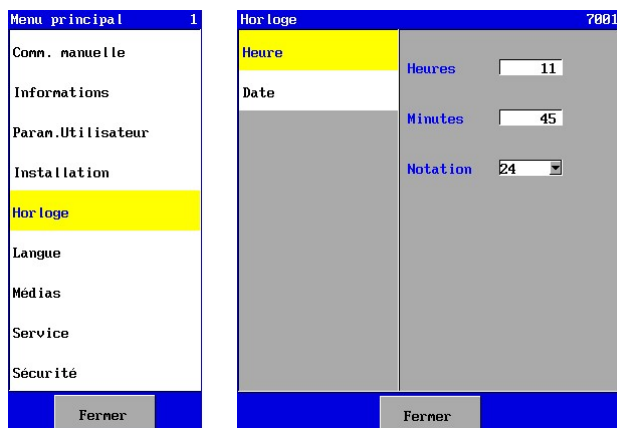 Menu principal 1
Comm. manuelle
Informations
Param.Utilisateur
Installation
Horloge
Langue
Médias
Service
Sécurité
Fermer
Horloge 7001
Heure
Date
Heures 11
Minutes 45
Notation 24
Fermer